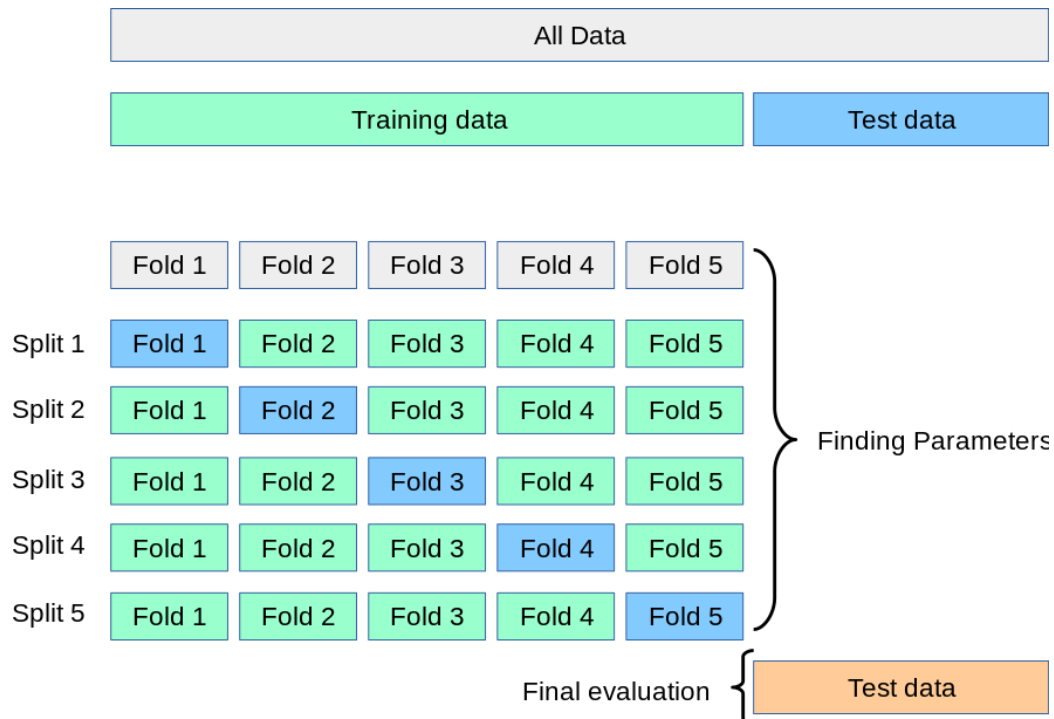 All Data
Training data Test data
Fold 1 Fold 2 Fold 3 Fold 4 Fold 5
Split 1 Fold 1 Fold 2 Fold 3 Fold 4 Fold 5
Split 2 Fold 1 Fold 2 Fold 3 Fold 4 Fold 5
Finding Parameters
Split 3 Fold 1 Fold 2 Fold 3 Fold 4 Fold 5
Split 4 Fold 1 Fold 2 Fold 3 Fold 4 Fold 5
Split 5 Fold 1 Fold 2 Fold 3 Fold 4 Fold 5
Final evaluation Test data